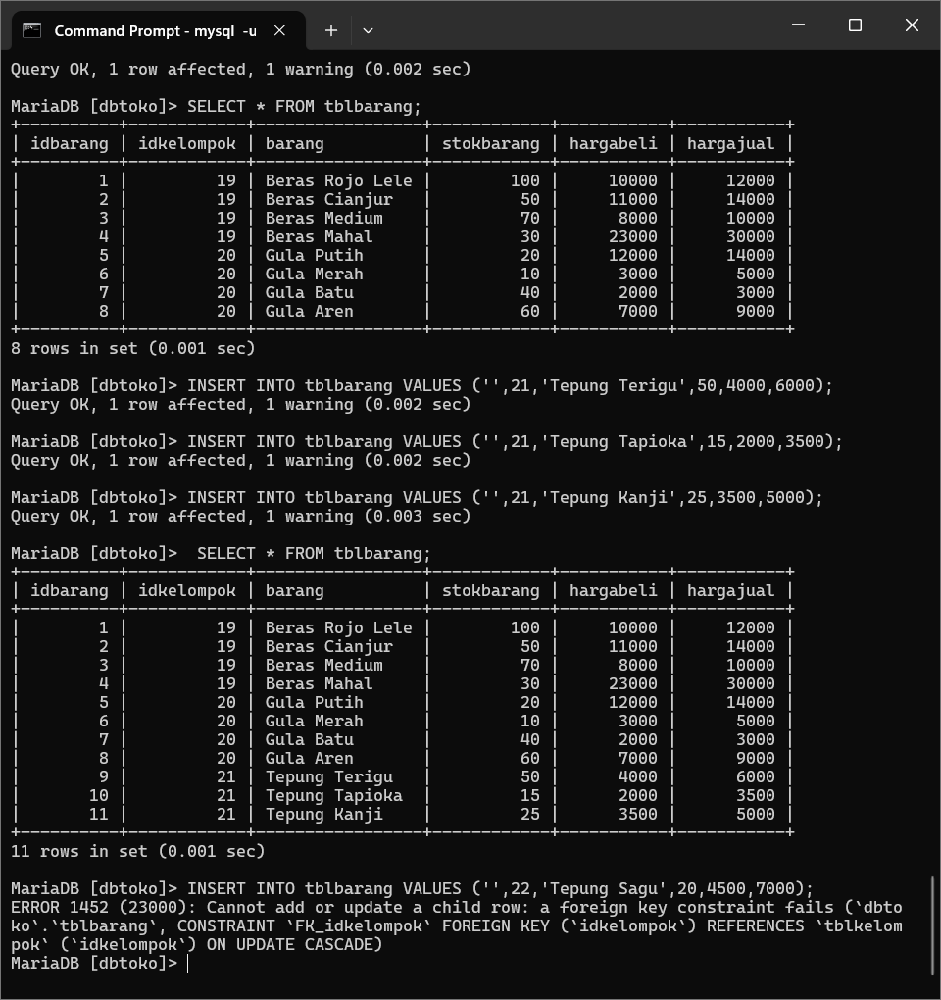 Command Prompt - mysql  -u
Query OK, 1 row affected, 1 warning (0.002 sec)
MariaDB [dbtoko]> SELECT * FROM tblbarang;
+----------+------------+-----------------+------------+-----------+-----------+
| idbarang | idkelompok | barang          | stokbarang | hargabeli | hargajual |
+----------+------------+-----------------+------------+-----------+-----------+
|        1 |         19 | Beras Rojo Lele |        100 |     10000 |     12000 |
|        2 |         19 | Beras Cianjur   |         50 |     11000 |     14000 |
|        3 |         19 | Beras Medium    |         70 |      8000 |     10000 |
|        4 |         19 | Beras Mahal     |         30 |     23000 |     30000 |
|        5 |         20 | Gula Putih      |         20 |     12000 |     14000 |
|        6 |         20 | Gula Merah      |         10 |      3000 |      5000 |
|        7 |         20 | Gula Batu       |         40 |      2000 |      3000 |
|        8 |         20 | Gula Aren       |         60 |      7000 |      9000 |
+----------+------------+-----------------+------------+-----------+-----------+
8 rows in set (0.001 sec)
MariaDB [dbtoko]> INSERT INTO tblbarang VALUES ('',21,'Tepung Terigu',50,4000,6000);
Query OK, 1 row affected, 1 warning (0.002 sec)
MariaDB [dbtoko]> INSERT INTO tblbarang VALUES ('',21,'Tepung Tapioka',15,2000,3500);
Query OK, 1 row affected, 1 warning (0.002 sec)
MariaDB [dbtoko]> INSERT INTO tblbarang VALUES ('',21,'Tepung Kanji',25,3500,5000);
Query OK, 1 row affected, 1 warning (0.003 sec)
MariaDB [dbtoko]>  SELECT * FROM tblbarang;
+----------+------------+-----------------+------------+-----------+-----------+
| idbarang | idkelompok | barang          | stokbarang | hargabeli | hargajual |
+----------+------------+-----------------+------------+-----------+-----------+
|        1 |         19 | Beras Rojo Lele |        100 |     10000 |     12000 |
|        2 |         19 | Beras Cianjur   |         50 |     11000 |     14000 |
|        3 |         19 | Beras Medium    |         70 |      8000 |     10000 |
|        4 |         19 | Beras Mahal     |         30 |     23000 |     30000 |
|        5 |         20 | Gula Putih      |         20 |     12000 |     14000 |
|        6 |         20 | Gula Merah      |         10 |      3000 |      5000 |
|        7 |         20 | Gula Batu       |         40 |      2000 |      3000 |
|        8 |         20 | Gula Aren       |         60 |      7000 |      9000 |
|        9 |         21 | Tepung Terigu   |         50 |      4000 |      6000 |
|       10 |         21 | Tepung Tapioka  |         15 |      2000 |      3500 |
|       11 |         21 | Tepung Kanji    |         25 |      3500 |      5000 |
+----------+------------+-----------------+------------+-----------+-----------+
11 rows in set (0.001 sec)
MariaDB [dbtoko]> INSERT INTO tblbarang VALUES ('',22,'Tepung Sagu',20,4500,7000);
ERROR 1452 (23000): Cannot add or update a child row: a foreign key constraint fails (`dbto
ko`.`tblbarang`, CONSTRAINT `FK_idkelompok` FOREIGN KEY (`idkelompok`) REFERENCES `tblkelom
pok` (`idkelompok`) ON UPDATE CASCADE)
MariaDB [dbtoko]>